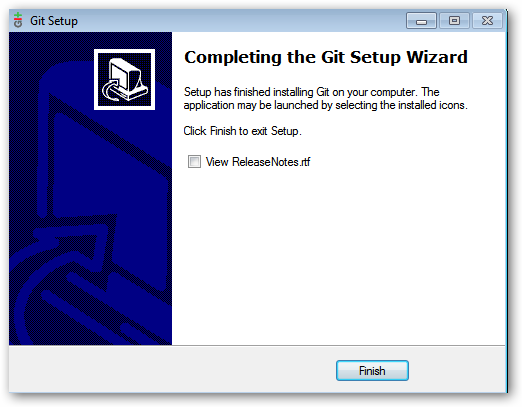 Git Setup
Completing the Git Setup Wizard
Setup has finished installing Git on your computer. The
application may be launched by selecting the installed icons.
Click Finish to exit Setup.
View ReleaseNotes.rtf
Finish